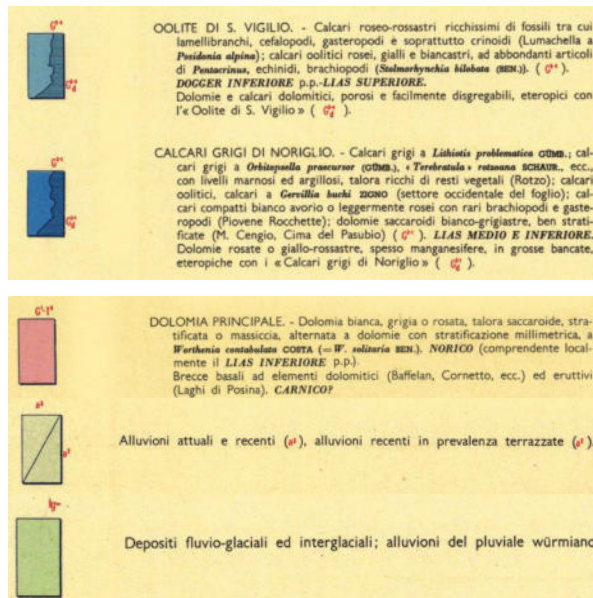 OOLITE DI S. VIGILIO. - Calcari roseo-rossastri ricchissimi di fossili tra cui
lamellibranchi, cefalopodi, gasteropodi e soprattutto crinoidi (Lumachella a
Posidonia alpina); calcari oolitici rosei, gialli e biancastri, ad abbondanti articoli
di Pentacrinus, echinidi, brachiopodi (Stolmorhynchia bilobata (BEN.)). ( ).
DOGGER INFERIORE p.p.-LIAS SUPERIORE.
Dolomie e calcari dolomitici, porosi e facilmente disgregabili, eteropici con
l'« Oolite di S. Vigilio » ( ).
CALCARI GRIGI DI NORIGLIO. - Calcari grigi a Lithiotis problematica GÜMB.; cal-
cari grigi a Orbitopsella praecursor (GÜMB.), « Terebratula » rotzoana SCHAUR., ecc.,
con livelli marnosi ed argillosi, talora ricchi di resti vegetali (Rotzo); calcari
oolitici, calcari a Gervillia buchi ZIGNO (settore occidentale del foglio); cal-
cari compatti bianco avorio o leggermente rosei con rari brachiopodi e gaste-
ropodi (Piovene Rocchette); dolomie saccaroidi bianco-grigiastre, ben strati-
ficate (M. Cengio, Cima del Pasubio) ( ). LIAS MEDIO E INFERIORE.
Dolomie rosate o giallo-rossastre, spesso manganesifere, in grosse bancate,
eteropiche con i « Calcari grigi di Noriglio » ( ).
DOLOMIA PRINCIPALE. - Dolomia bianca, grigia o rosata, talora saccaroide, stra-
tificata o massiccia, alternata a dolomie con stratificazione millimetrica, a
Worthenia contabulata COSTA (= W. solitaria BEN.). NORICO (comprendente local-
mente il LIAS INFERIORE p.p.).
Brecce basali ad elementi dolomitici (Baffelan, Cornetto, ecc.) ed eruttivi
(Laghi di Posina). CARNICO?
Alluvioni attuali e recenti ( ), alluvioni recenti in prevalenza terrazzate ( )
Depositi fluvio-glaciali ed interglaciali; alluvioni del pluviale würmiano